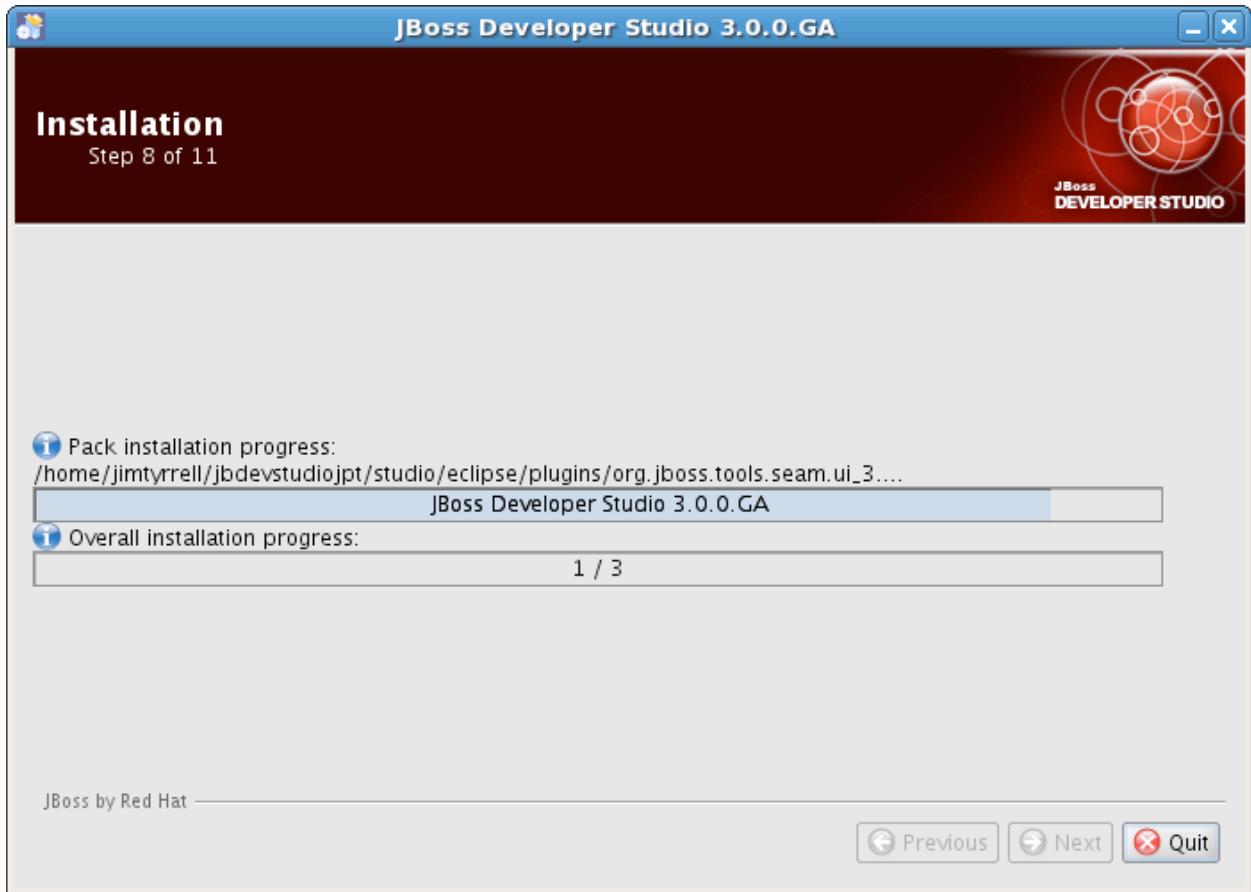 JBoss Developer Studio 3.0.0.GA
Installation
Step 8 of 11
JBoss
DEVELOPER STUDIO
Pack installation progress:
/home/jimtyrrell/jbdevstudiojpt/studio/eclipse/plugins/org.jboss.tools.seam.ui_3....
JBoss Developer Studio 3.0.0.GA
Overall installation progress:
1 / 3
JBoss by Red Hat
Previous Next Quit